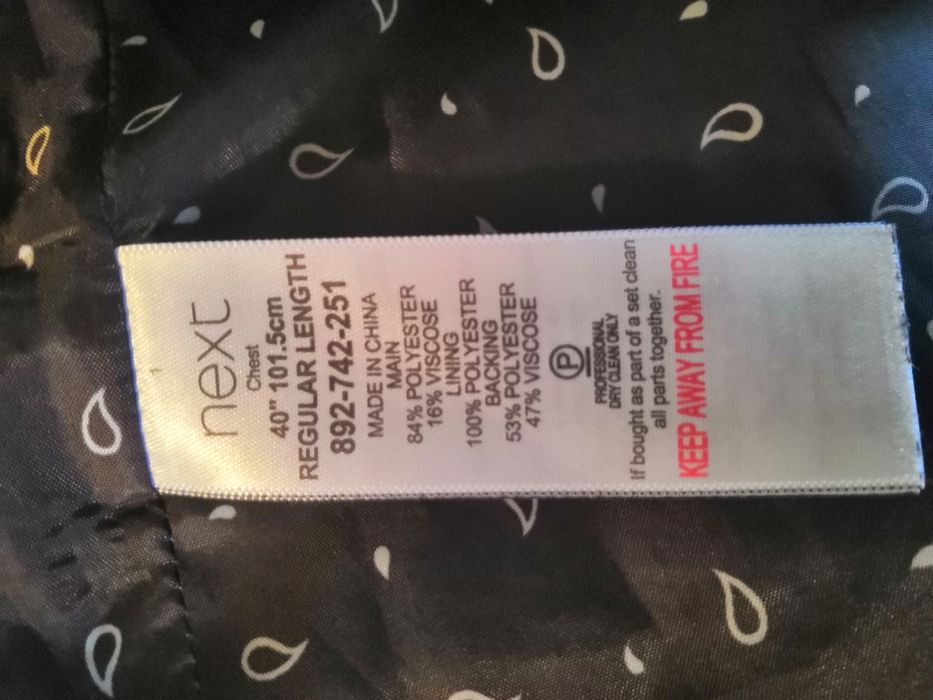 next
Chest
40" 101.5cm
REGULAR LENGTH
892-742-251
MADE IN CHINA
MAIN
84% POLYESTER
16% VISCOSE
LINING
100% POLYESTER
BACKING
53% POLYESTER
47% VISCOSE
P
PROFESSIONAL
DRY CLEAN ONLY
If bought as part of a set clean
all parts together.
KEEP AWAY FROM FIRE